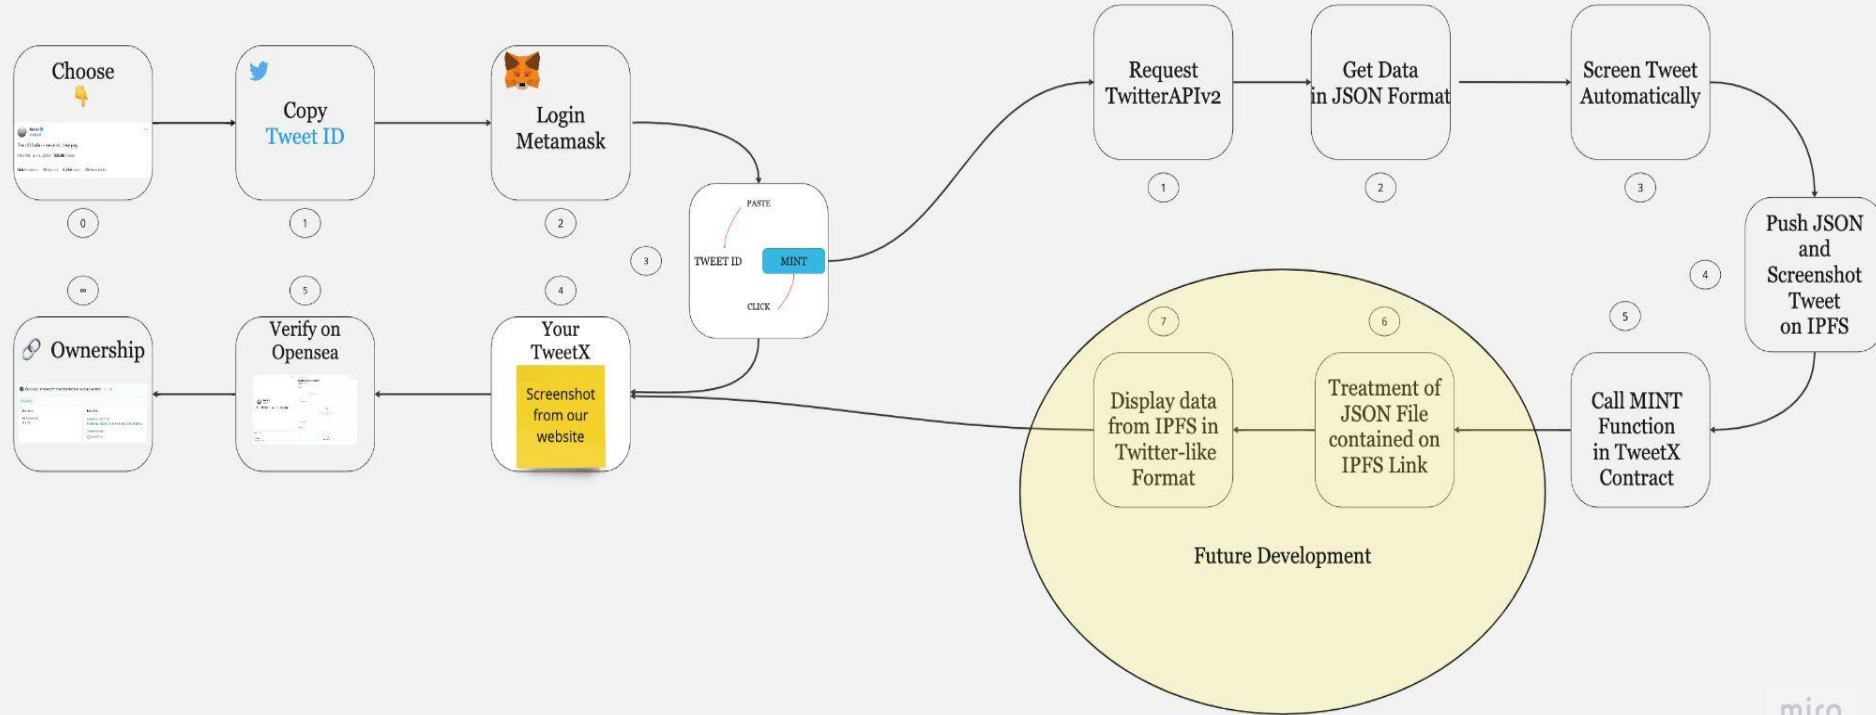 Choose
Copy
Tweet ID
Login
Metamask
0
1
2
3
PASTE
TWEET ID
MINT
CLICK
Request
TwitterAPIv2
Get Data
in JSON Format
Screen Tweet
Automatically
1
2
3
Push JSON
and
Screenshot
Tweet
on IPFS
4
Call MINT
Function
in TweetX
Contract
5
Treatment of
JSON File
contained on
IPFS Link
6
Display data
from IPFS in
Twitter-like
Format
7
Future Development
Your
TweetX
Screenshot
from our
website
4
Verify on
Opensea
5
Ownership
∞
miro